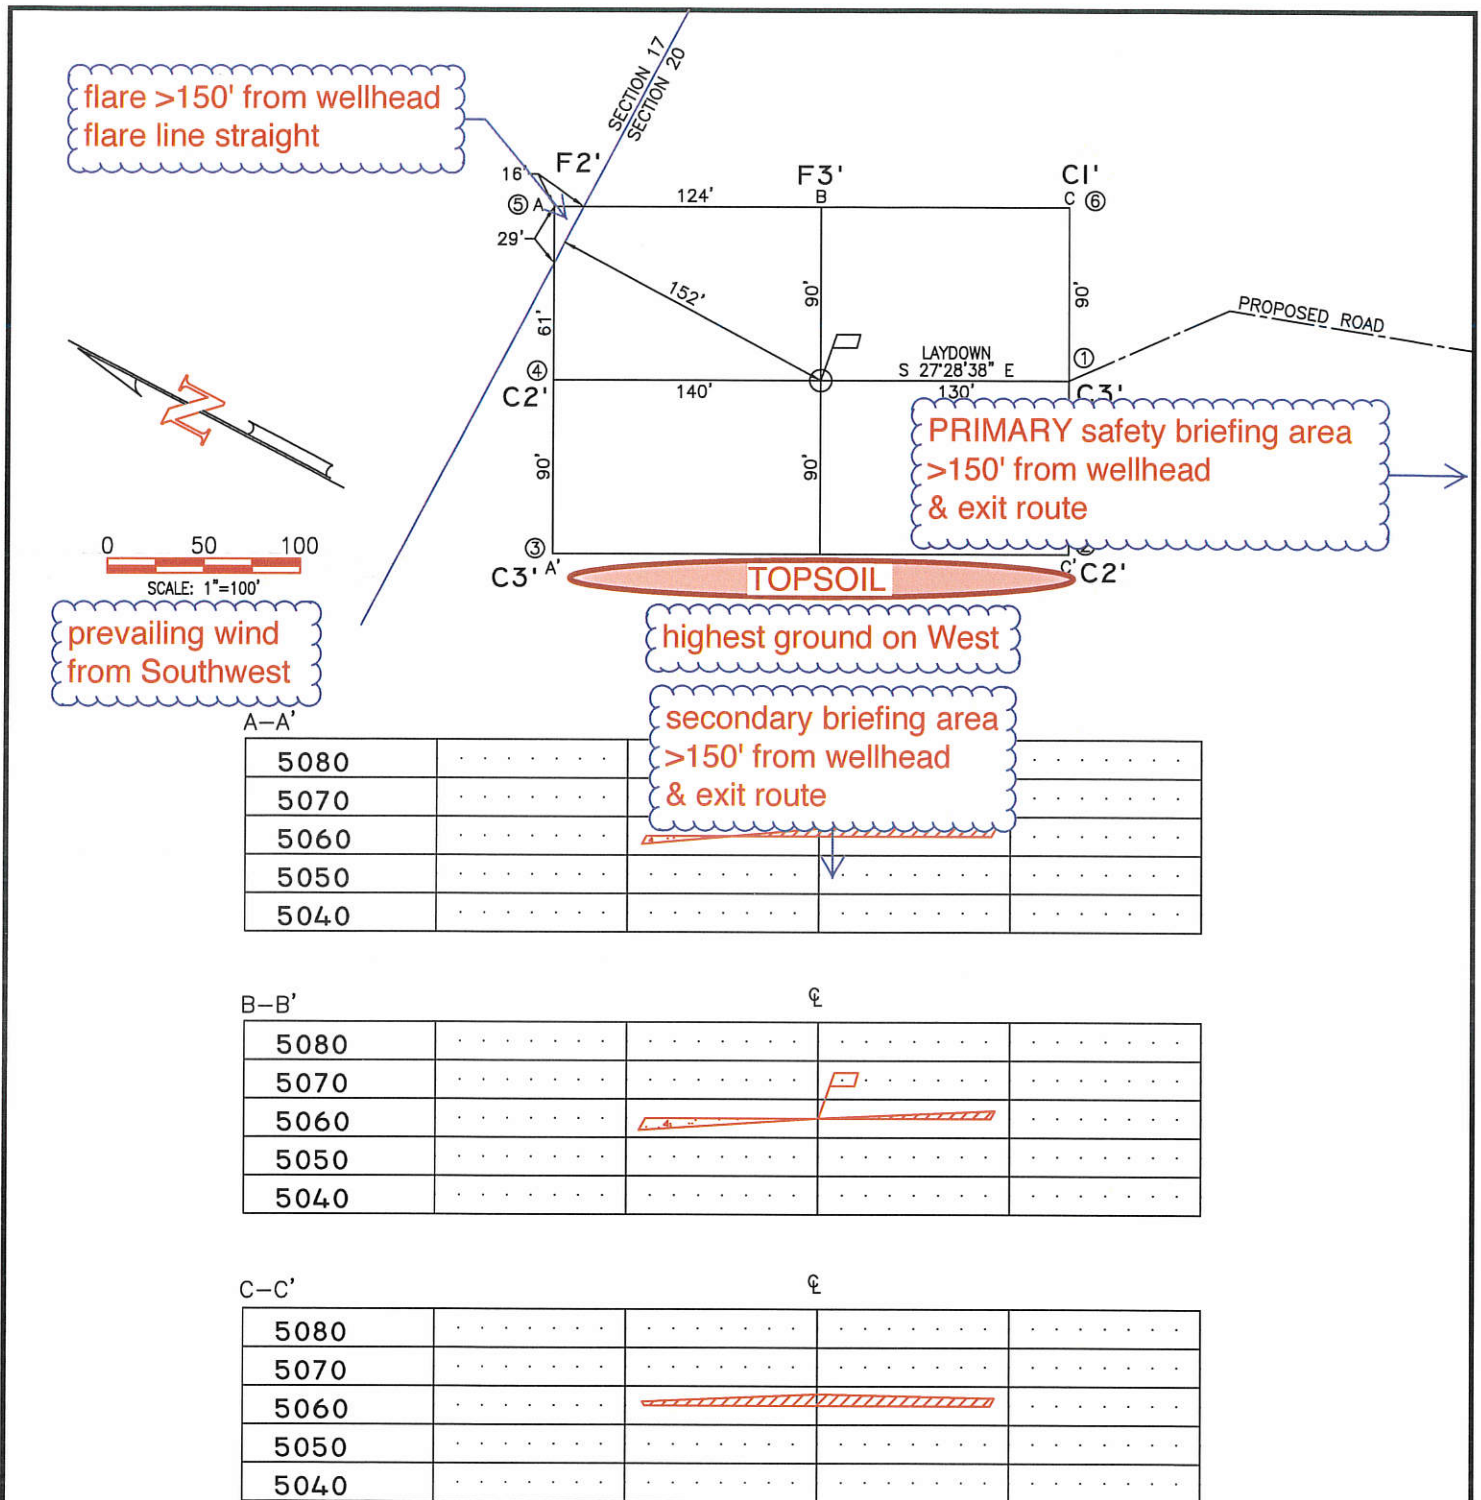 SECTION 17
SECTION 20
flare >150' from wellhead
flare line straight
16'
F2'
F3'
C1'
⑤ A
124'
B
C ⑥
29'
152'
90'
90'
61'
PROPOSED ROAD
LAYDOWN
S 27°28'38" E
①
④
C2'
140'
130'
C3'
N
PRIMARY safety briefing area
>150' from wellhead
& exit route
90'
90'
0 50 100
SCALE: 1"=100'
③
C3' A'
TOPSOIL
C' C2'
prevailing wind
from Southwest
highest ground on West
secondary briefing area
>150' from wellhead
& exit route
A-A'
5080
5070
5060
5050
5040
B-B'
℄
5080
5070
5060
5050
5040
C-C'
℄
5080
5070
5060
5050
5040